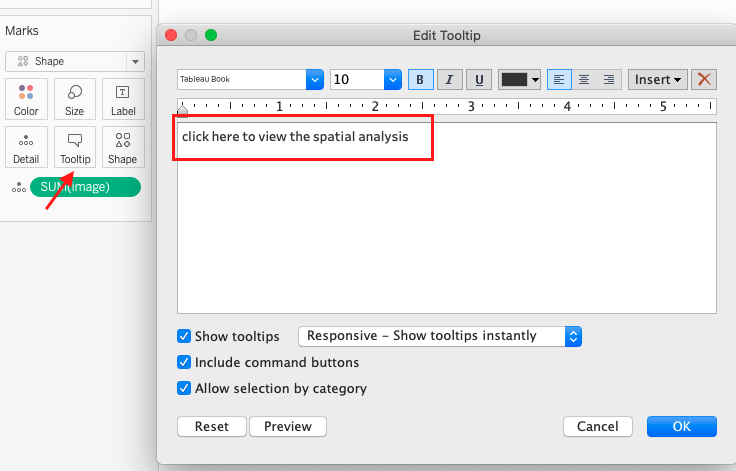 Marks
Shape
Color Size Label
Detail Tooltip Shape
SUM(image)
Edit Tooltip
Tableau Book 10 B I U Insert
1 2 3 4 5
click here to view the spatial analysis
Show tooltips Responsive – Show tooltips instantly
Include command buttons
Allow selection by category
Reset Preview Cancel OK